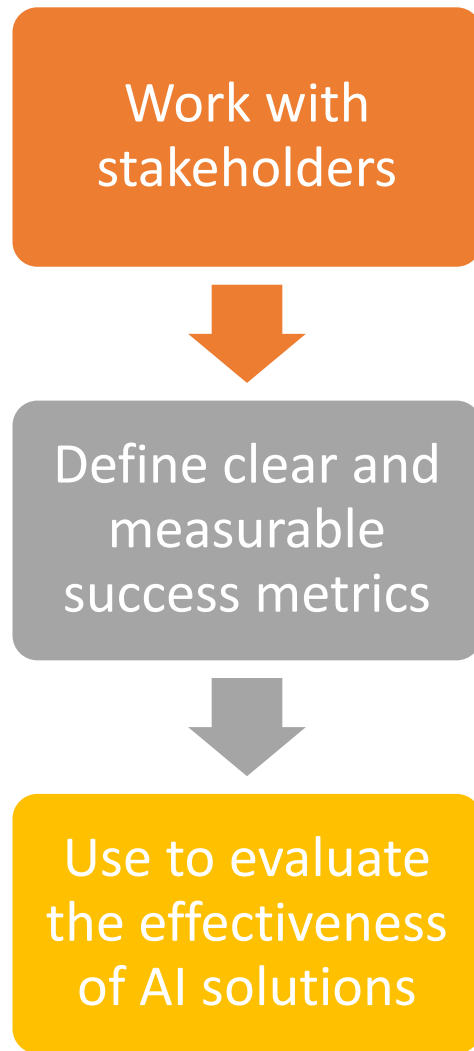 Work with
stakeholders
Define clear and
measurable
success metrics
Use to evaluate
the effectiveness
of AI solutions